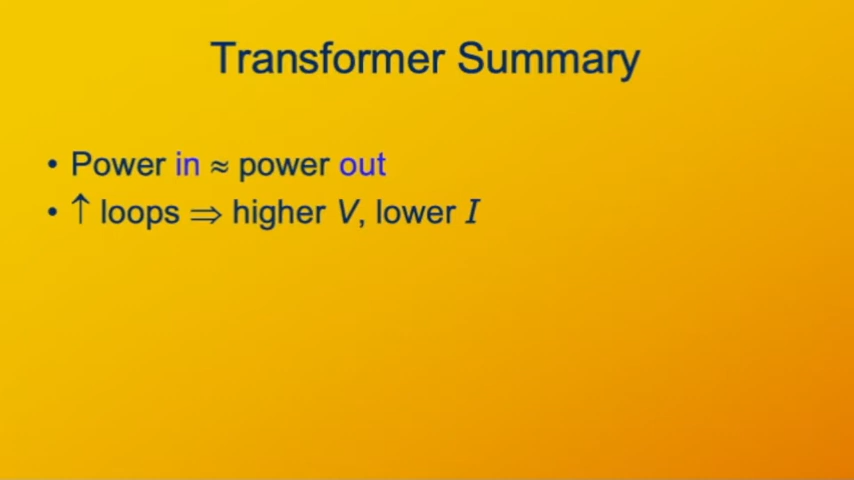 Transformer Summary
• Power in ≈ power out
• ↑ loops ⇒ higher V, lower I